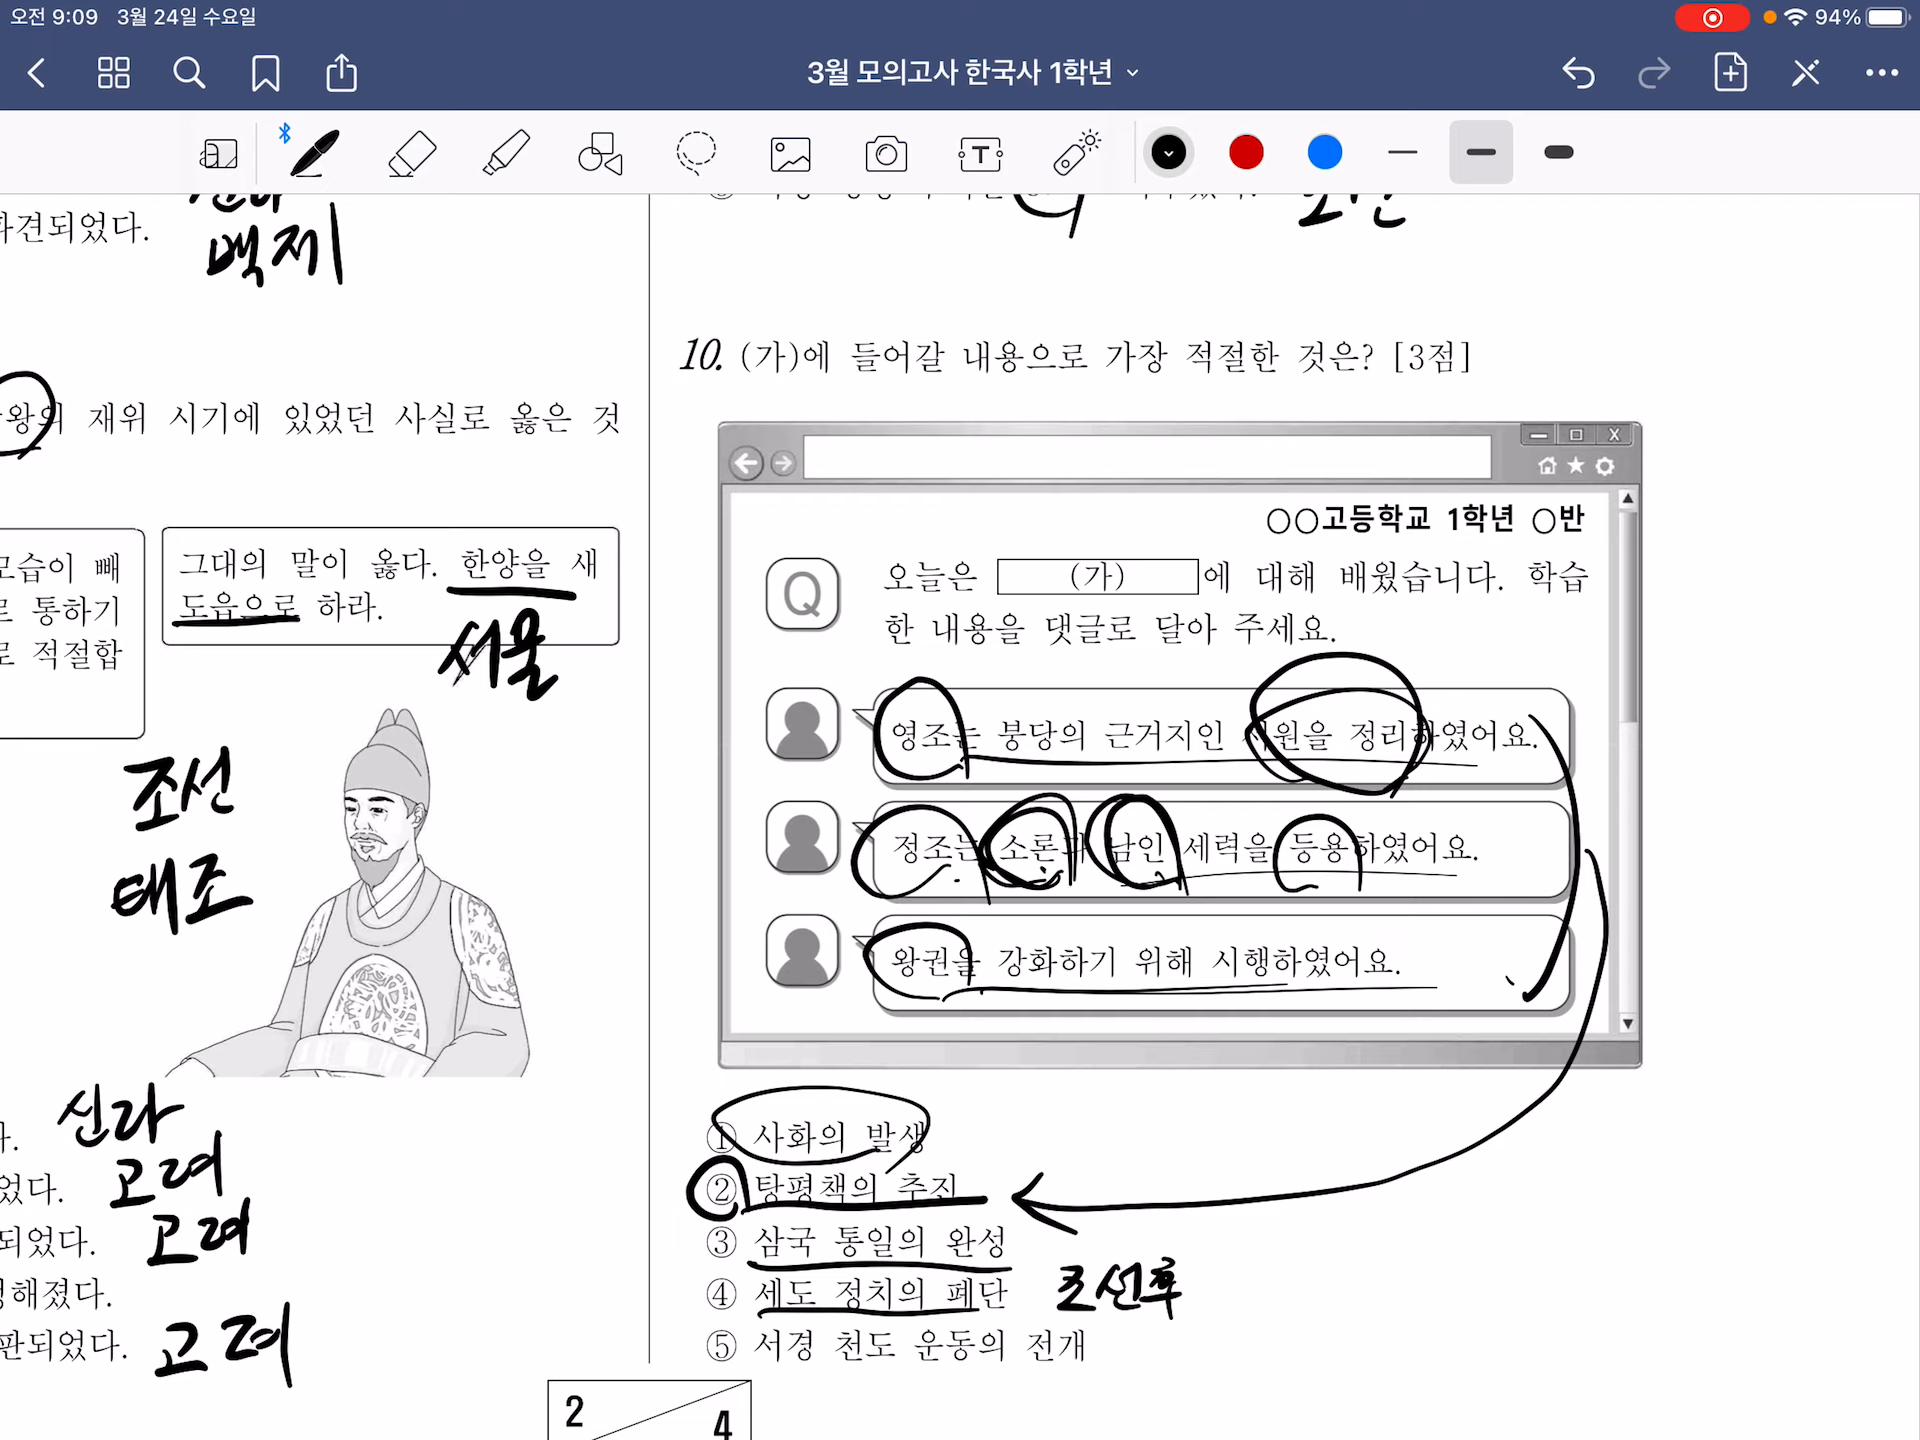 오전 9:09 3월 24일 수요일
94%
3월 모의고사 한국사 1학년
파견되었다.
백제
왕의 재위 시기에 있었던 사실로 옳은 것
모습이 빼
로 통하기
로 적절합
그대의 말이 옳다. 한양을 새
도읍으로 하라.
서울
조선
태조
신라
고려
었다.
고려
되었다.
정해졌다.
판되었다.
고려
10. (가)에 들어갈 내용으로 가장 적절한 것은? [3점]
○○고등학교 1학년 ○반
Q
오늘은 (가)에 대해 배웠습니다. 학습
한 내용을 댓글로 달아 주세요.
영조는 붕당의 근거지인 서원을 정리하였어요.
정조는 소론과 남인 세력을 등용하였어요.
왕권을 강화하기 위해 시행하였어요.
① 사화의 발생
② 탕평책의 추진
③ 삼국 통일의 완성
④ 세도 정치의 폐단 조선후
⑤ 서경 천도 운동의 전개
2
4